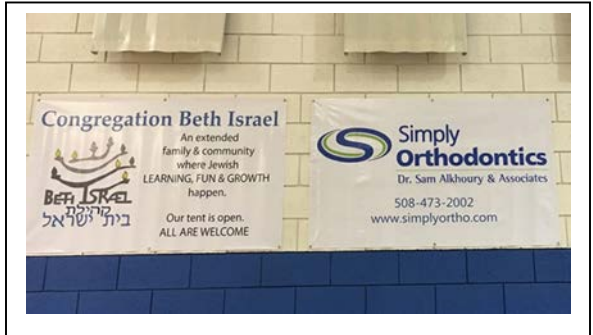 Congregation Beth Israel
An extended
family & community
where Jewish
LEARNING, FUN & GROWTH
happen.
Our tent is open.
ALL ARE WELCOME
BETH ISRAEL
קהילת
בית ישראל
Simply
Orthodontics
Dr. Sam Alkhoury & Associates
508-473-2002
www.simplyortho.com